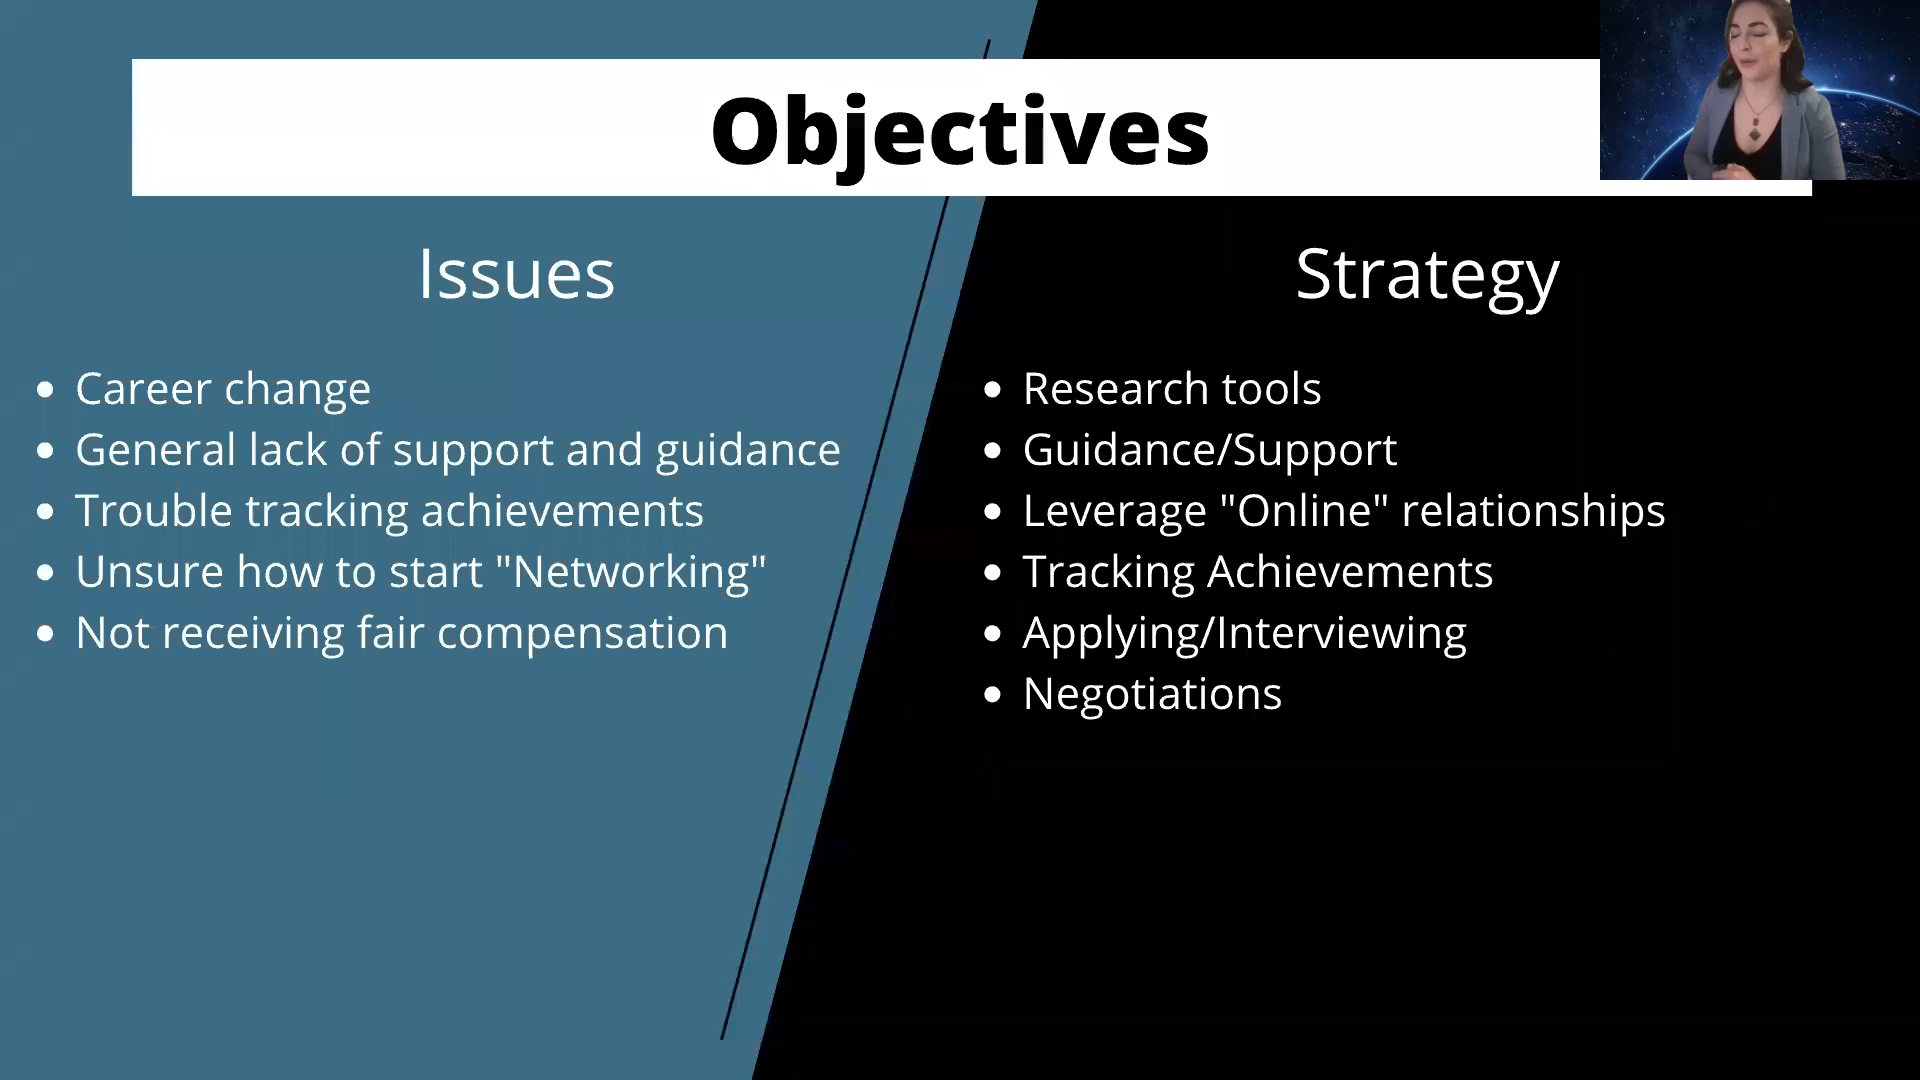 Objectives
Issues
Career change
General lack of support and guidance
Trouble tracking achievements
Unsure how to start "Networking"
Not receiving fair compensation
Strategy
Research tools
Guidance/Support
Leverage "Online" relationships
Tracking Achievements
Applying/Interviewing
Negotiations